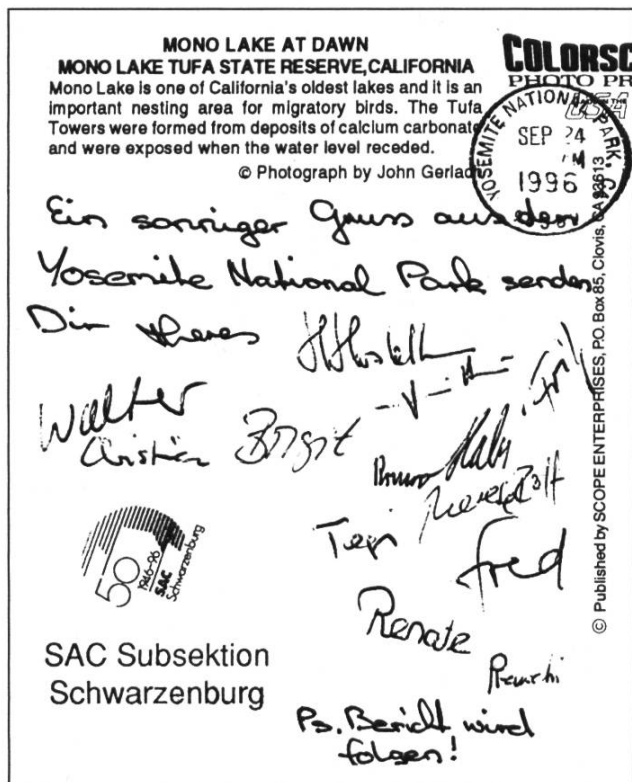 MONO LAKE AT DAWN
MONO LAKE TUFA STATE RESERVE, CALIFORNIA
Mono Lake is one of California's oldest lakes and it is an
important nesting area for migratory birds. The Tufa
Towers were formed from deposits of calcium carbonate
and were exposed when the water level receded.
© Photograph by John Gerlach
COLORSC
PHOTO PR
USA
YOSEMITE NATIONAL PARK, CA
SEP 24
PM
1996
Ein sonniger Gruss aus dem
Yosemite National Park senden
Dir Theres
Walter
Christian Birgit
Bruno
Fred
Renate
50
1946-96
SAC
Schwarzenburg
SAC Subsektion
Schwarzenburg
Ps. Bericht wird
folgen!
© Published by SCOPE ENTERPRISES, P.O. Box 85, Clovis, CA 93613